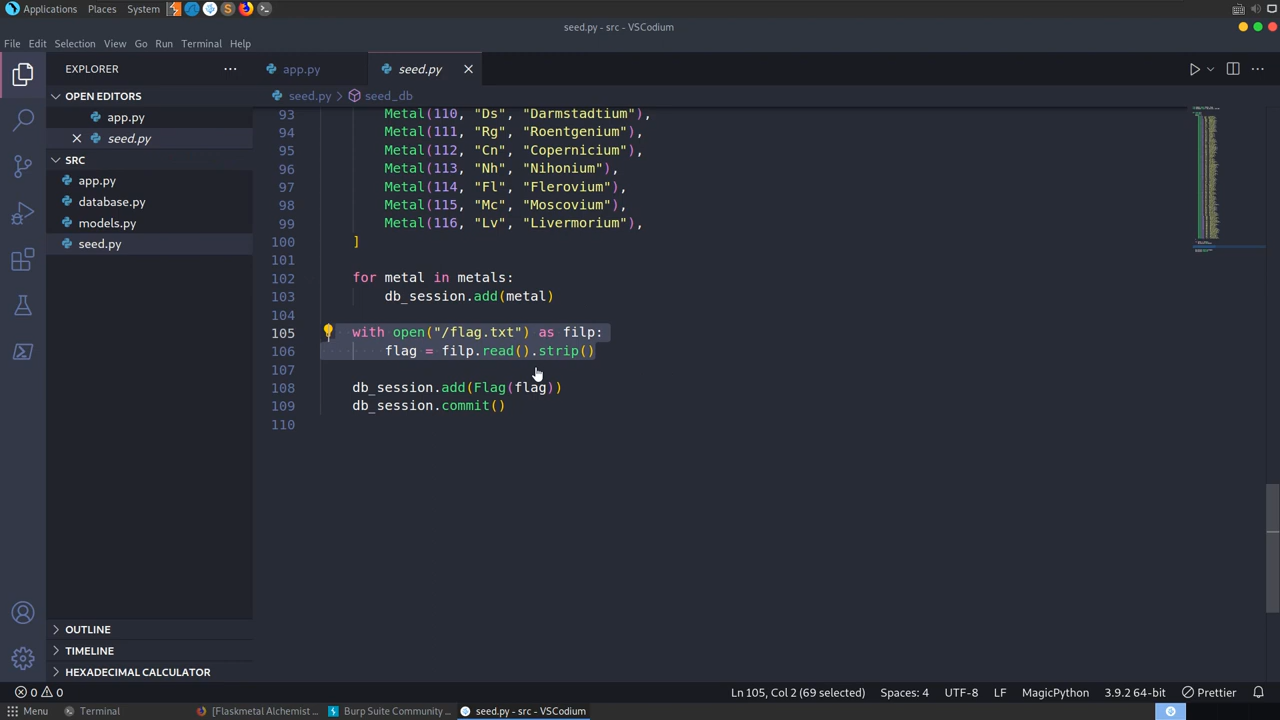 Applications Places System
seed.py - src - VSCodium
File Edit Selection View Go Run Terminal Help
EXPLORER
app.py seed.py
OPEN EDITORS
seed.py > seed_db
app.py
seed.py
SRC
app.py
database.py
models.py
seed.py
93 Metal(110, "Ds", "Darmstadtium"),
94 Metal(111, "Rg", "Roentgenium"),
95 Metal(112, "Cn", "Copernicium"),
96 Metal(113, "Nh", "Nihonium"),
97 Metal(114, "Fl", "Flerovium"),
98 Metal(115, "Mc", "Moscovium"),
99 Metal(116, "Lv", "Livermorium"),
100 ]
101
102 for metal in metals:
103 db_session.add(metal)
104
105 with open("/flag.txt") as filp:
106 flag = filp.read().strip()
107
108 db_session.add(Flag(flag))
109 db_session.commit()
110
OUTLINE
TIMELINE
HEXADECIMAL CALCULATOR
0 0 Ln 105, Col 2 (69 selected) Spaces: 4 UTF-8 LF MagicPython 3.9.2 64-bit Prettier
Menu Terminal [Flaskmetal Alchemist ... Burp Suite Community ... seed.py - src - VSCodium